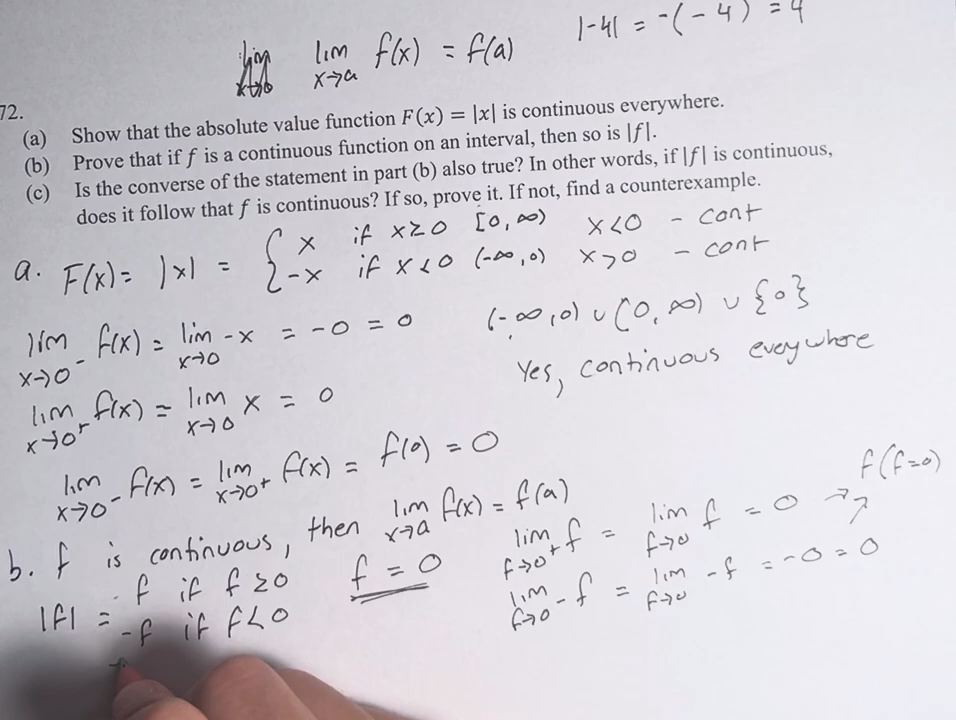 |-4| = -(-4) = 4
lim x→a f(x) = f(a)
72.
(a) Show that the absolute value function F(x) = |x| is continuous everywhere.
(b) Prove that if f is a continuous function on an interval, then so is |f|.
(c) Is the converse of the statement in part (b) also true? In other words, if |f| is continuous,
does it follow that f is continuous? If so, prove it. If not, find a counterexample.
a. F(x) = |x| = { x if x ≥ 0 [0, ∞) x < 0 - cont
-x if x < 0 (-∞, 0) x > 0 - cont
lim x→0⁻ f(x) = lim x→0 -x = -0 = 0 (-∞, 0) ∪ (0, ∞) ∪ {0}
Yes, continuous everywhere
lim x→0⁺ f(x) = lim x→0 x = 0
lim x→0⁻ f(x) = lim x→0⁺ f(x) = f(0) = 0
b. f is continuous, then lim x→a f(x) = f(a)
|f| = f if f ≥ 0 f = 0
-f if f < 0
lim f→0⁺ f = lim f→0 f = 0 f(f=0)
lim f→0⁻ f = lim f→0 -f = -0 = 0